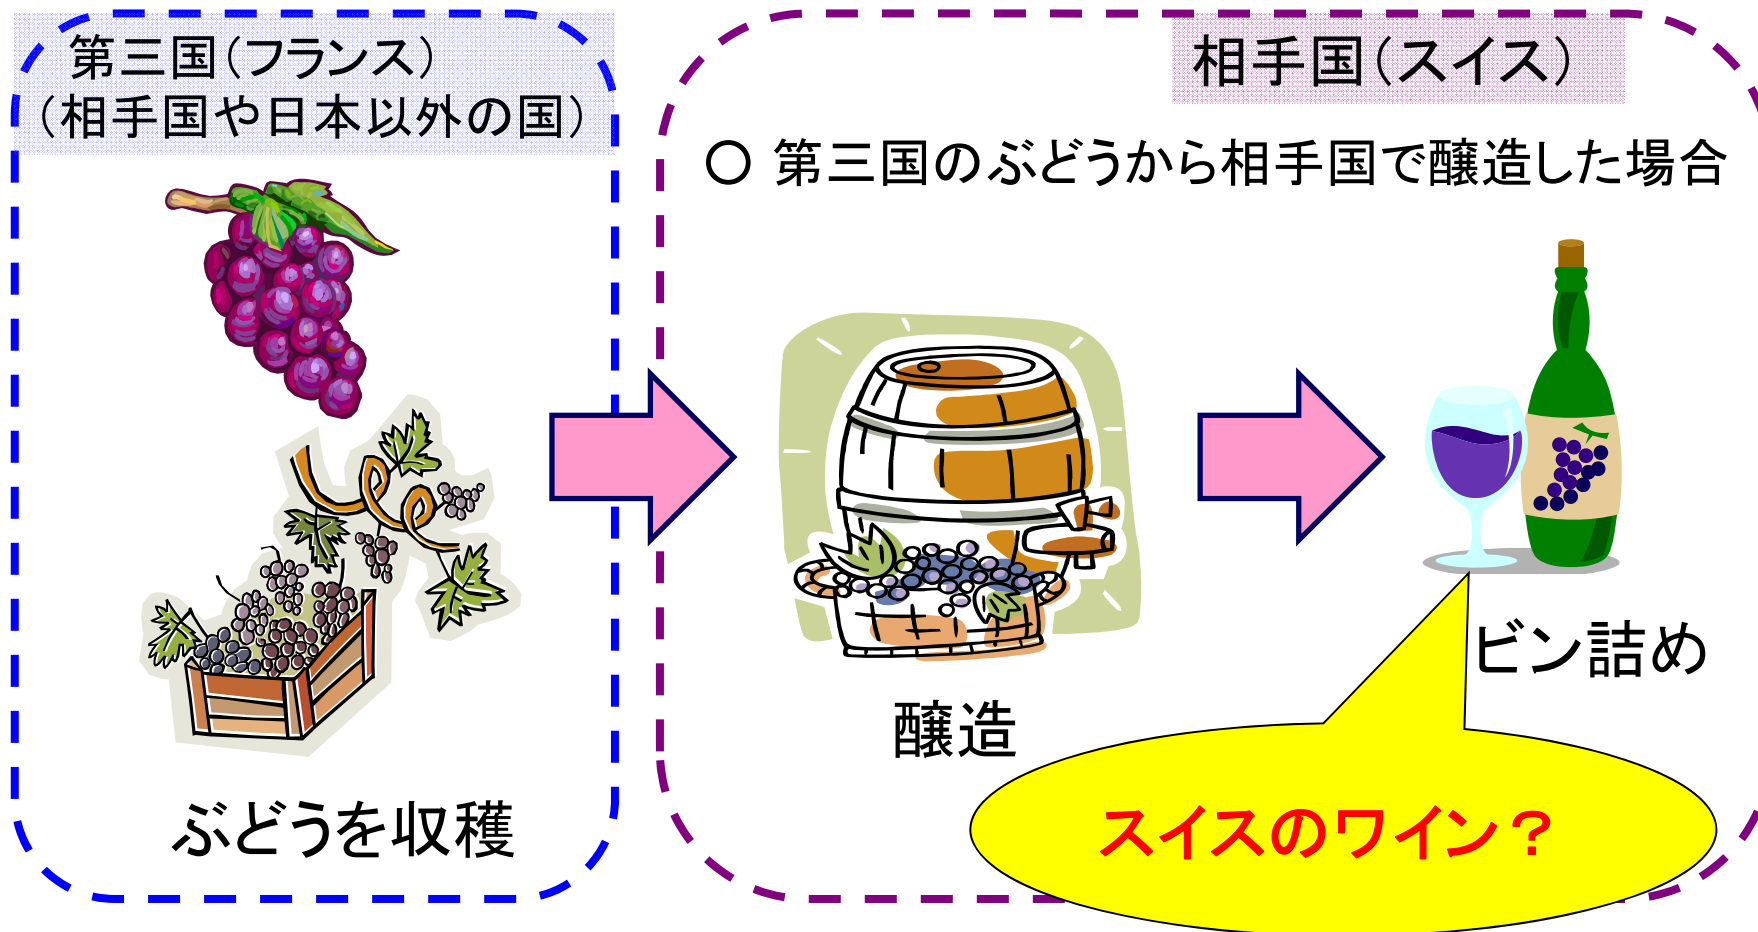 第三国(フランス)
(相手国や日本以外の国)
ぶどうを収穫
相手国(スイス)
○ 第三国のぶどうから相手国で醸造した場合
醸造
ビン詰め
スイスのワイン?